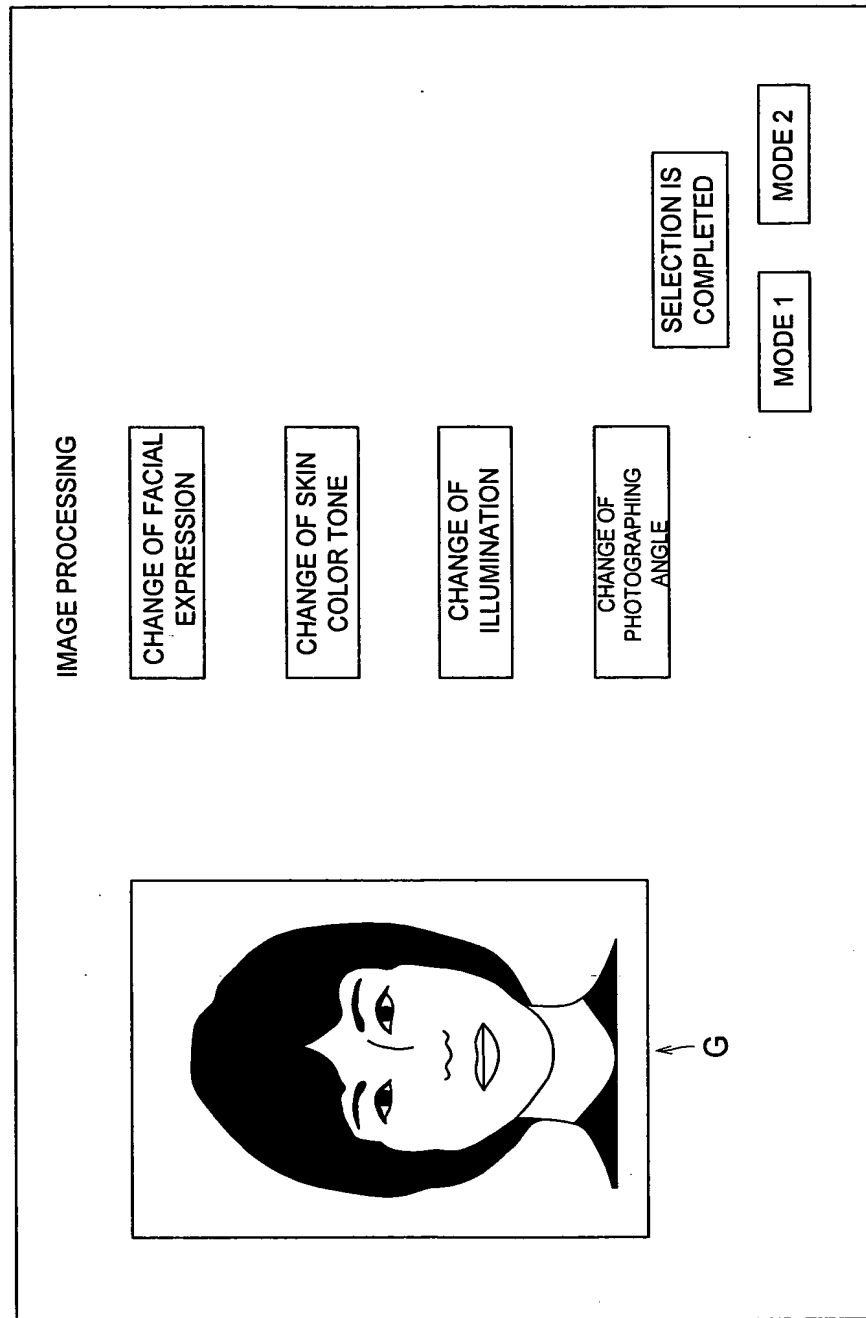 IMAGE PROCESSING
CHANGE OF FACIAL
EXPRESSION
CHANGE OF SKIN
COLOR TONE
CHANGE OF
ILLUMINATION
CHANGE OF
PHOTOGRAPHING
ANGLE
G
SELECTION IS
COMPLETED
MODE 1
MODE 2